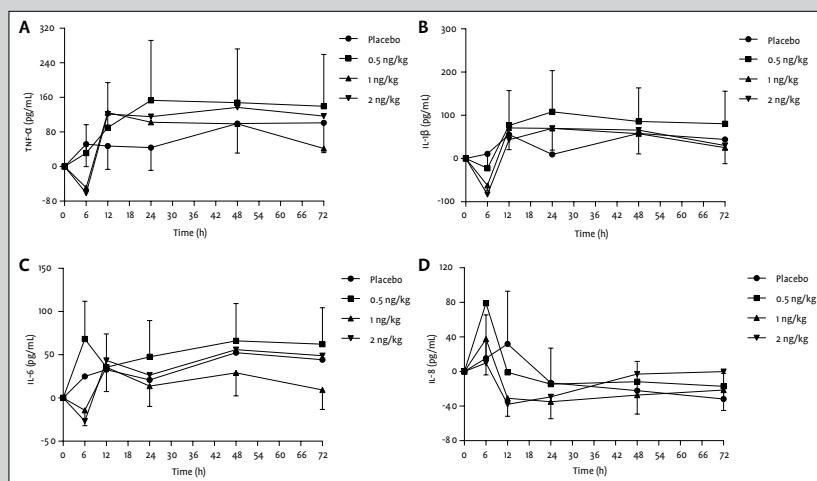 A
320
240
160
80
0
-80
TNF-α (pg/mL)
0 6 12 18 24 30 36 42 48 54 60 66 72
Time (h)
Placebo
0.5 ng/kg
1 ng/kg
2 ng/kg
B
300
200
100
0
-100
IL-1β (pg/mL)
0 6 12 18 24 30 36 42 48 54 60 66 72
Time (h)
Placebo
0.5 ng/kg
1 ng/kg
2 ng/kg
C
150
100
50
0
-50
IL-6 (pg/mL)
0 6 12 18 24 30 36 42 48 54 60 66 72
Time (h)
Placebo
0.5 ng/kg
1 ng/kg
2 ng/kg
D
120
80
40
0
-40
-80
IL-8 (pg/mL)
0 6 12 18 24 30 36 42 48 54 60 66 72
Time (h)
Placebo
0.5 ng/kg
1 ng/kg
2 ng/kg